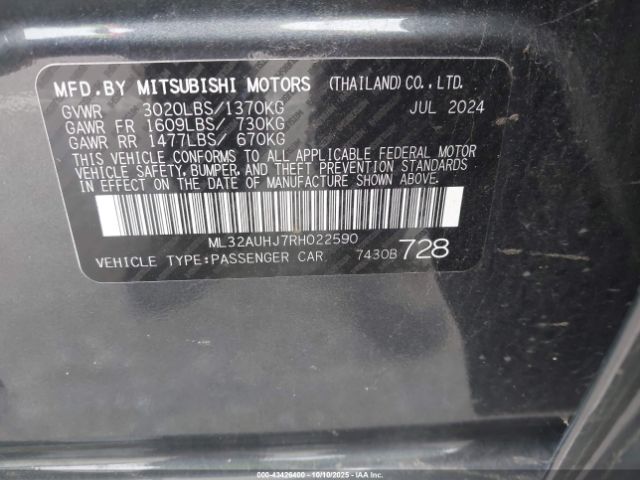 MFD. BY MITSUBISHI MOTORS (THAILAND) CO., LTD.
GVWR 3020LBS/1370KG JUL 2024
GAWR FR 1609LBS/ 730KG
GAWR RR 1477LBS/ 670KG
THIS VEHICLE CONFORMS TO ALL APPLICABLE FEDERAL MOTOR
VEHICLE SAFETY, BUMPER, AND THEFT PREVENTION STANDARDS
IN EFFECT ON THE DATE OF MANUFACTURE SHOWN ABOVE.
ML32AUHJ7RH022590
VEHICLE TYPE:PASSENGER CAR 7430B 728
000-43426400 - 10/10/2025 - IAA Holdings, LLC. Copyright